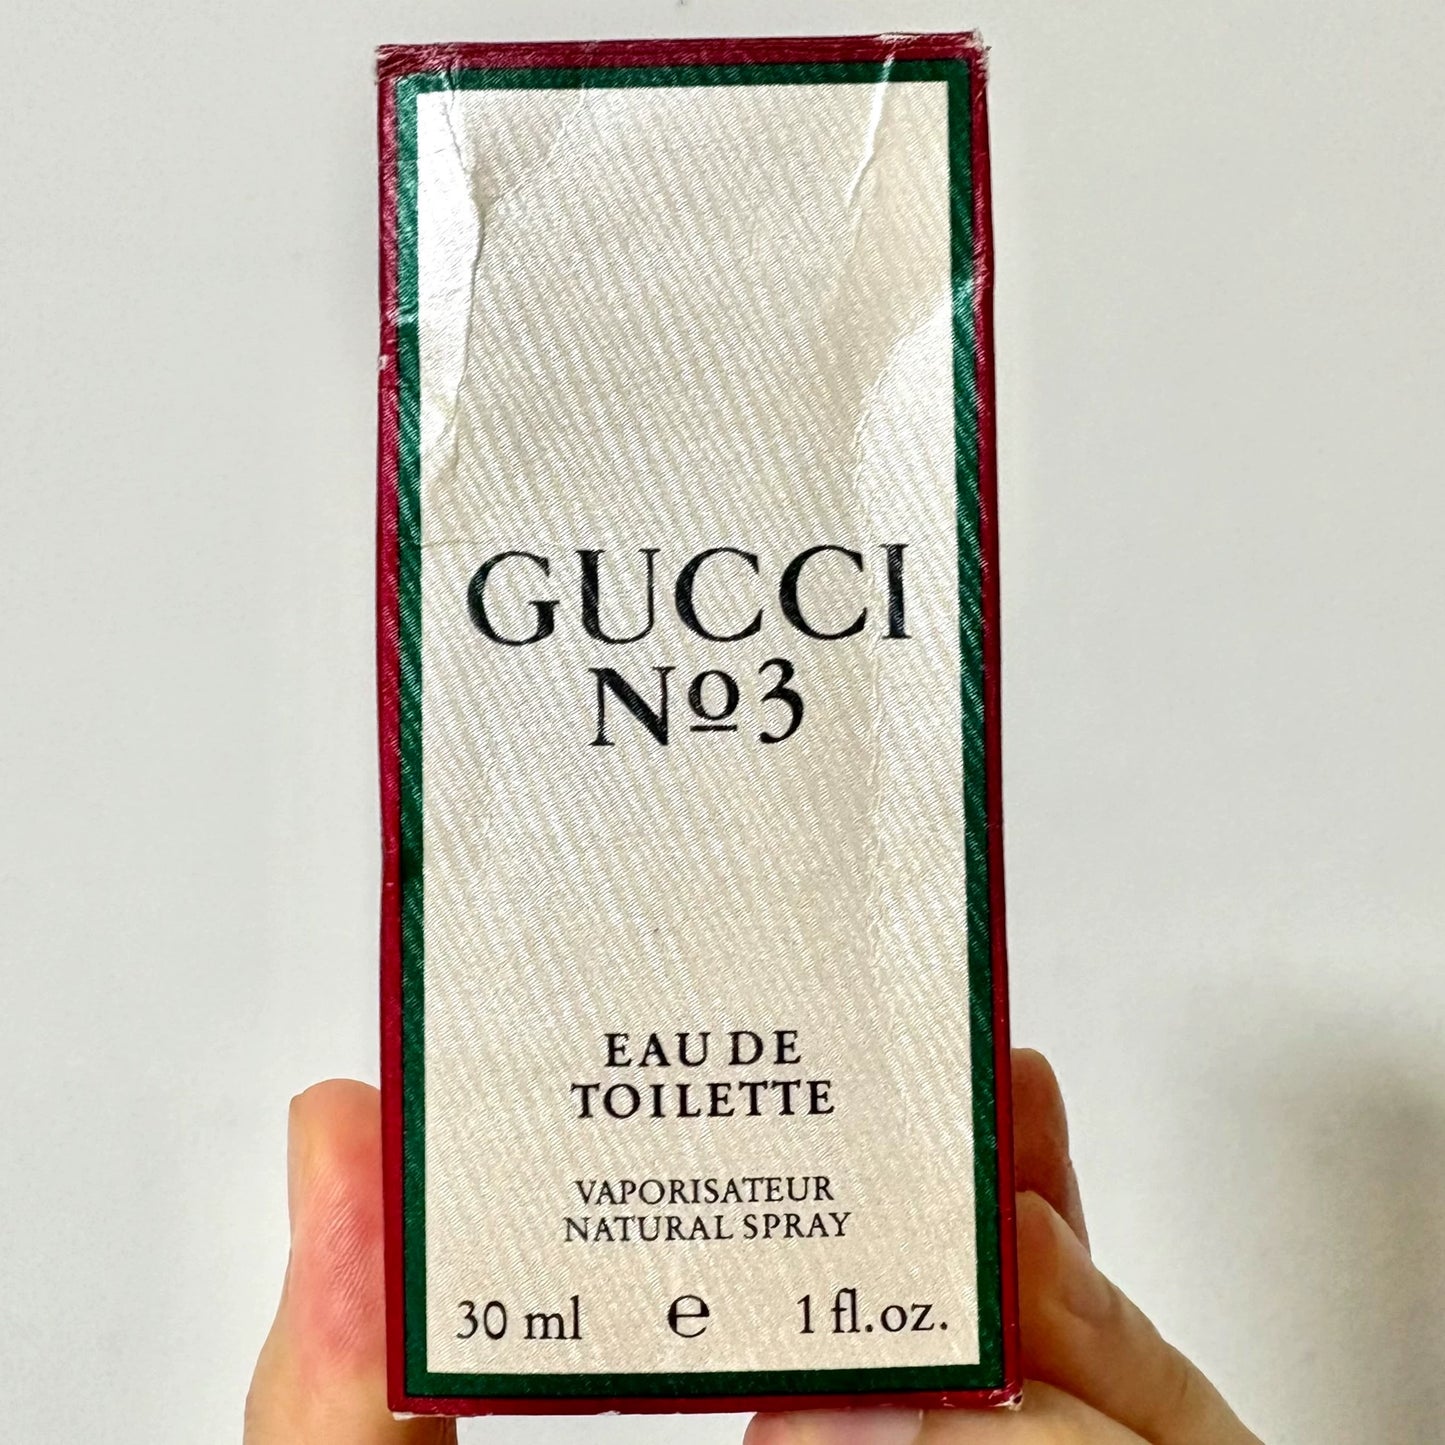 GUCCI
Nº3
EAU DE
TOILETTE
VAPORISATEUR
NATURAL SPRAY
30 ml ℮ 1 fl.oz.